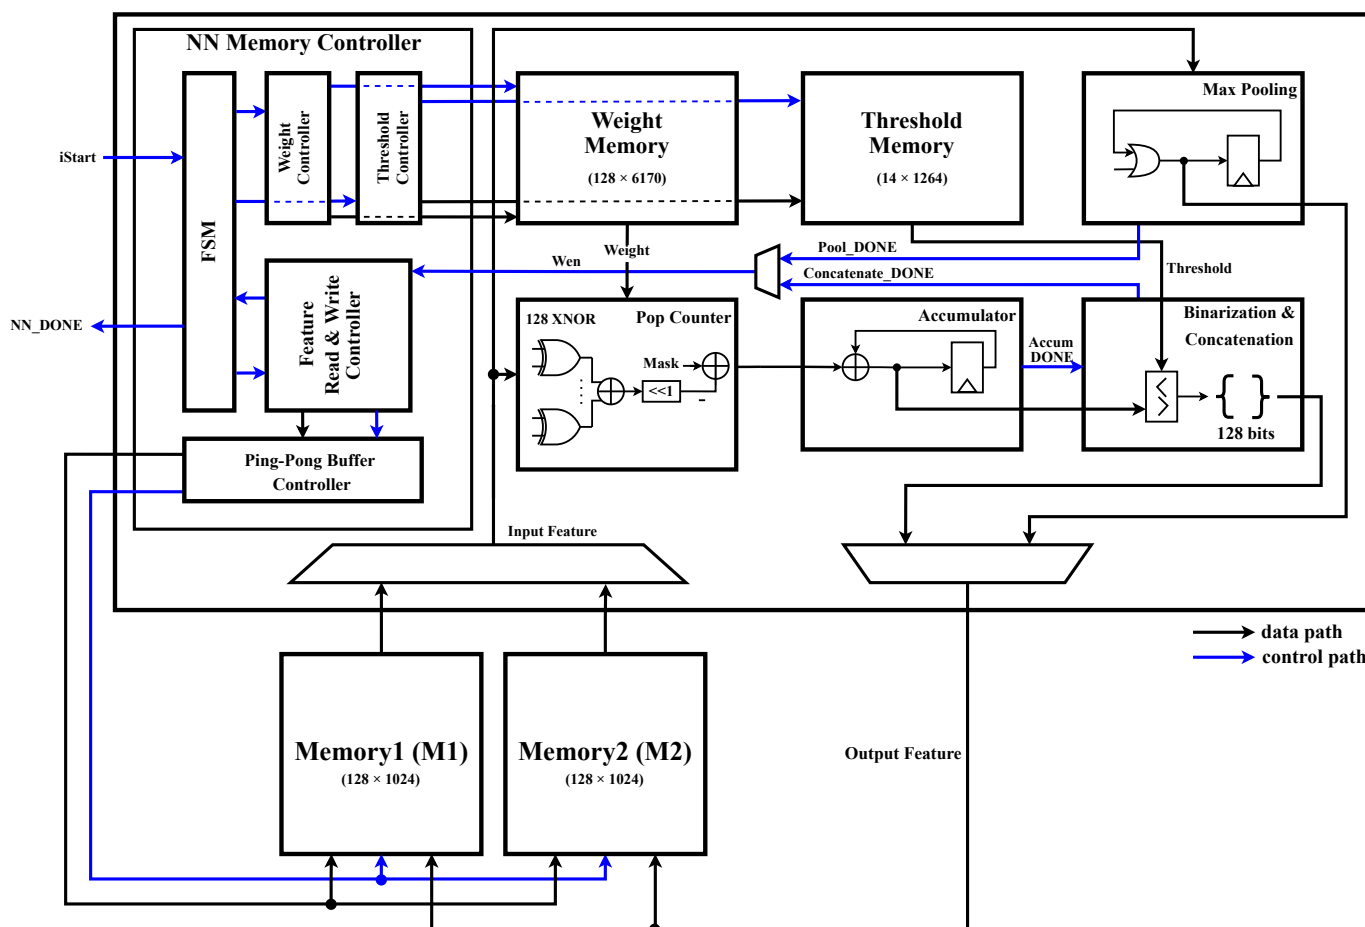 NN Memory Controller
iStart
FSM
Weight
Controller
Threshold
Controller
Weight
Memory
(128 × 6170)
Threshold
Memory
(14 × 1264)
Max Pooling
Weight
Wen
Pool_DONE
Concatenate_DONE
Threshold
NN_DONE
Feature
Read & Write
Controller
128 XNOR
Pop Counter
Mask
<<1
-
Accumulator
Accum
DONE
Binarization &
Concatenation
128 bits
Ping-Pong Buffer
Controller
Input Feature
data path
control path
Memory1 (M1)
(128 × 1024)
Memory2 (M2)
(128 × 1024)
Output Feature